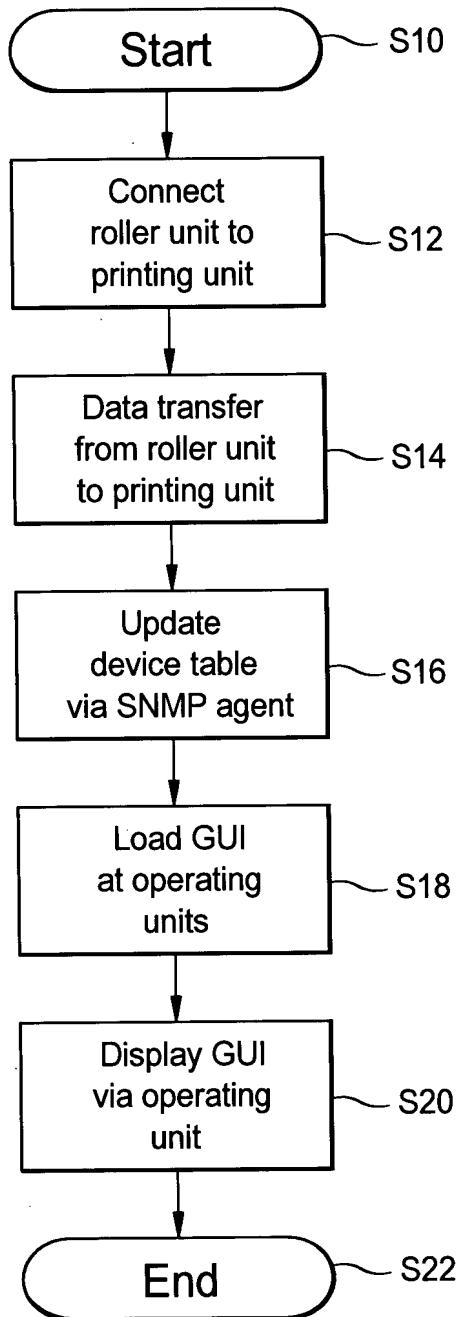 Start
S10
Connect
roller unit to
printing unit
S12
Data transfer
from roller unit
to printing unit
S14
Update
device table
via SNMP agent
S16
Load GUI
at operating
units
S18
Display GUI
via operating
unit
S20
End
S22